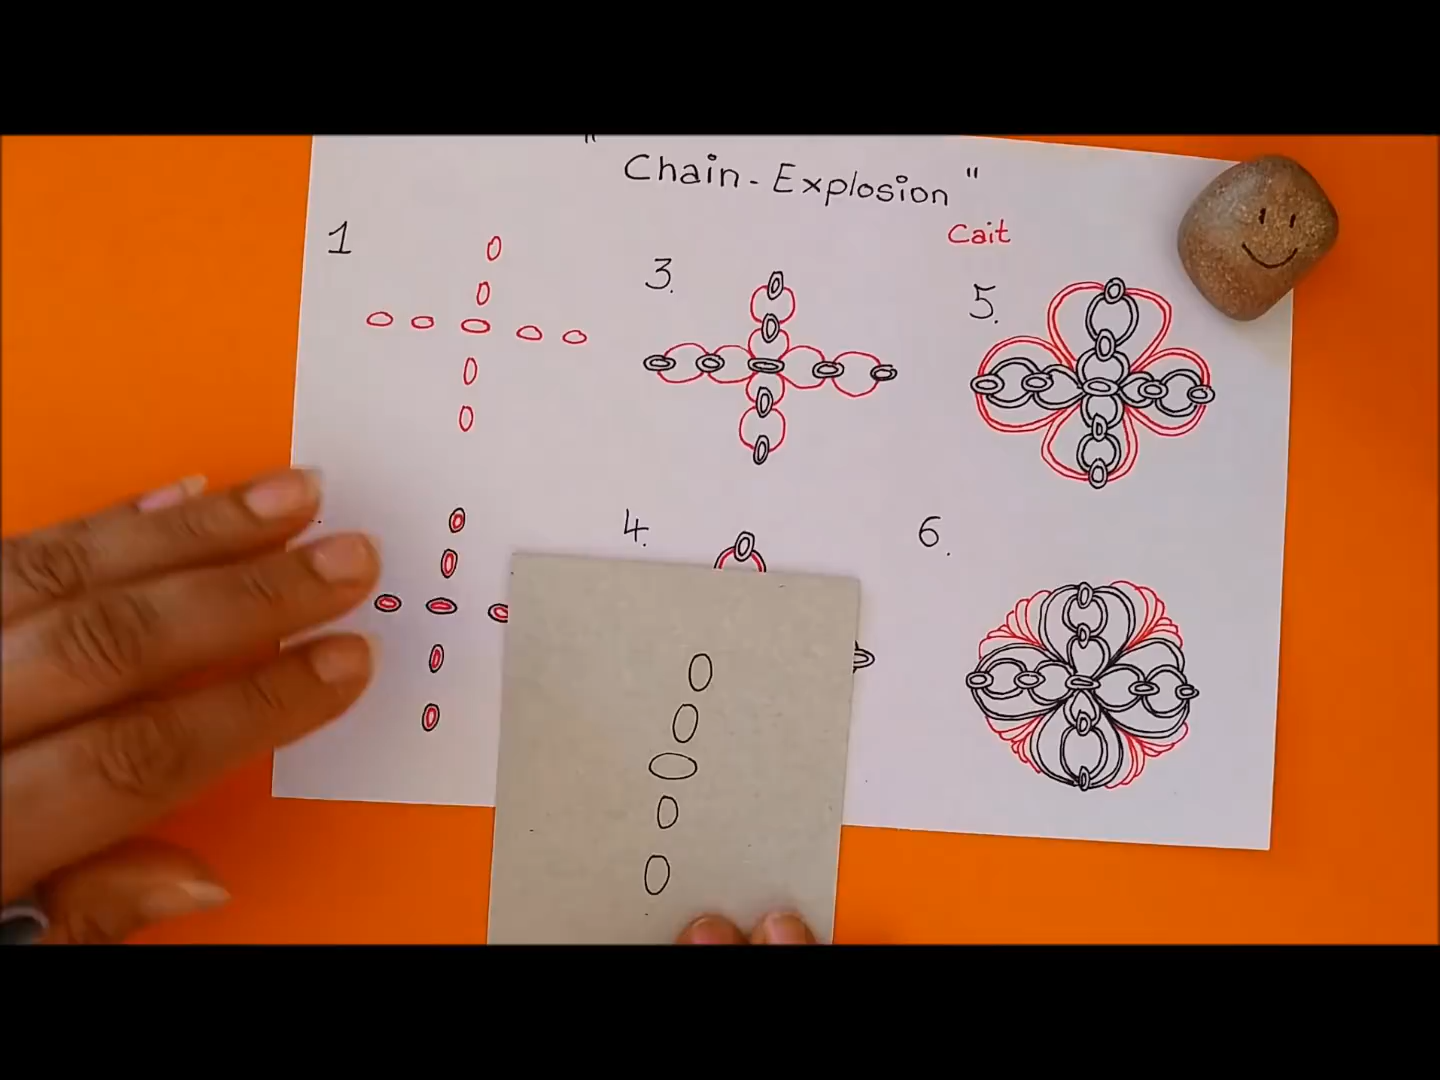 "Chain-Explosion"
Cait
1
3.
5.
4.
6.